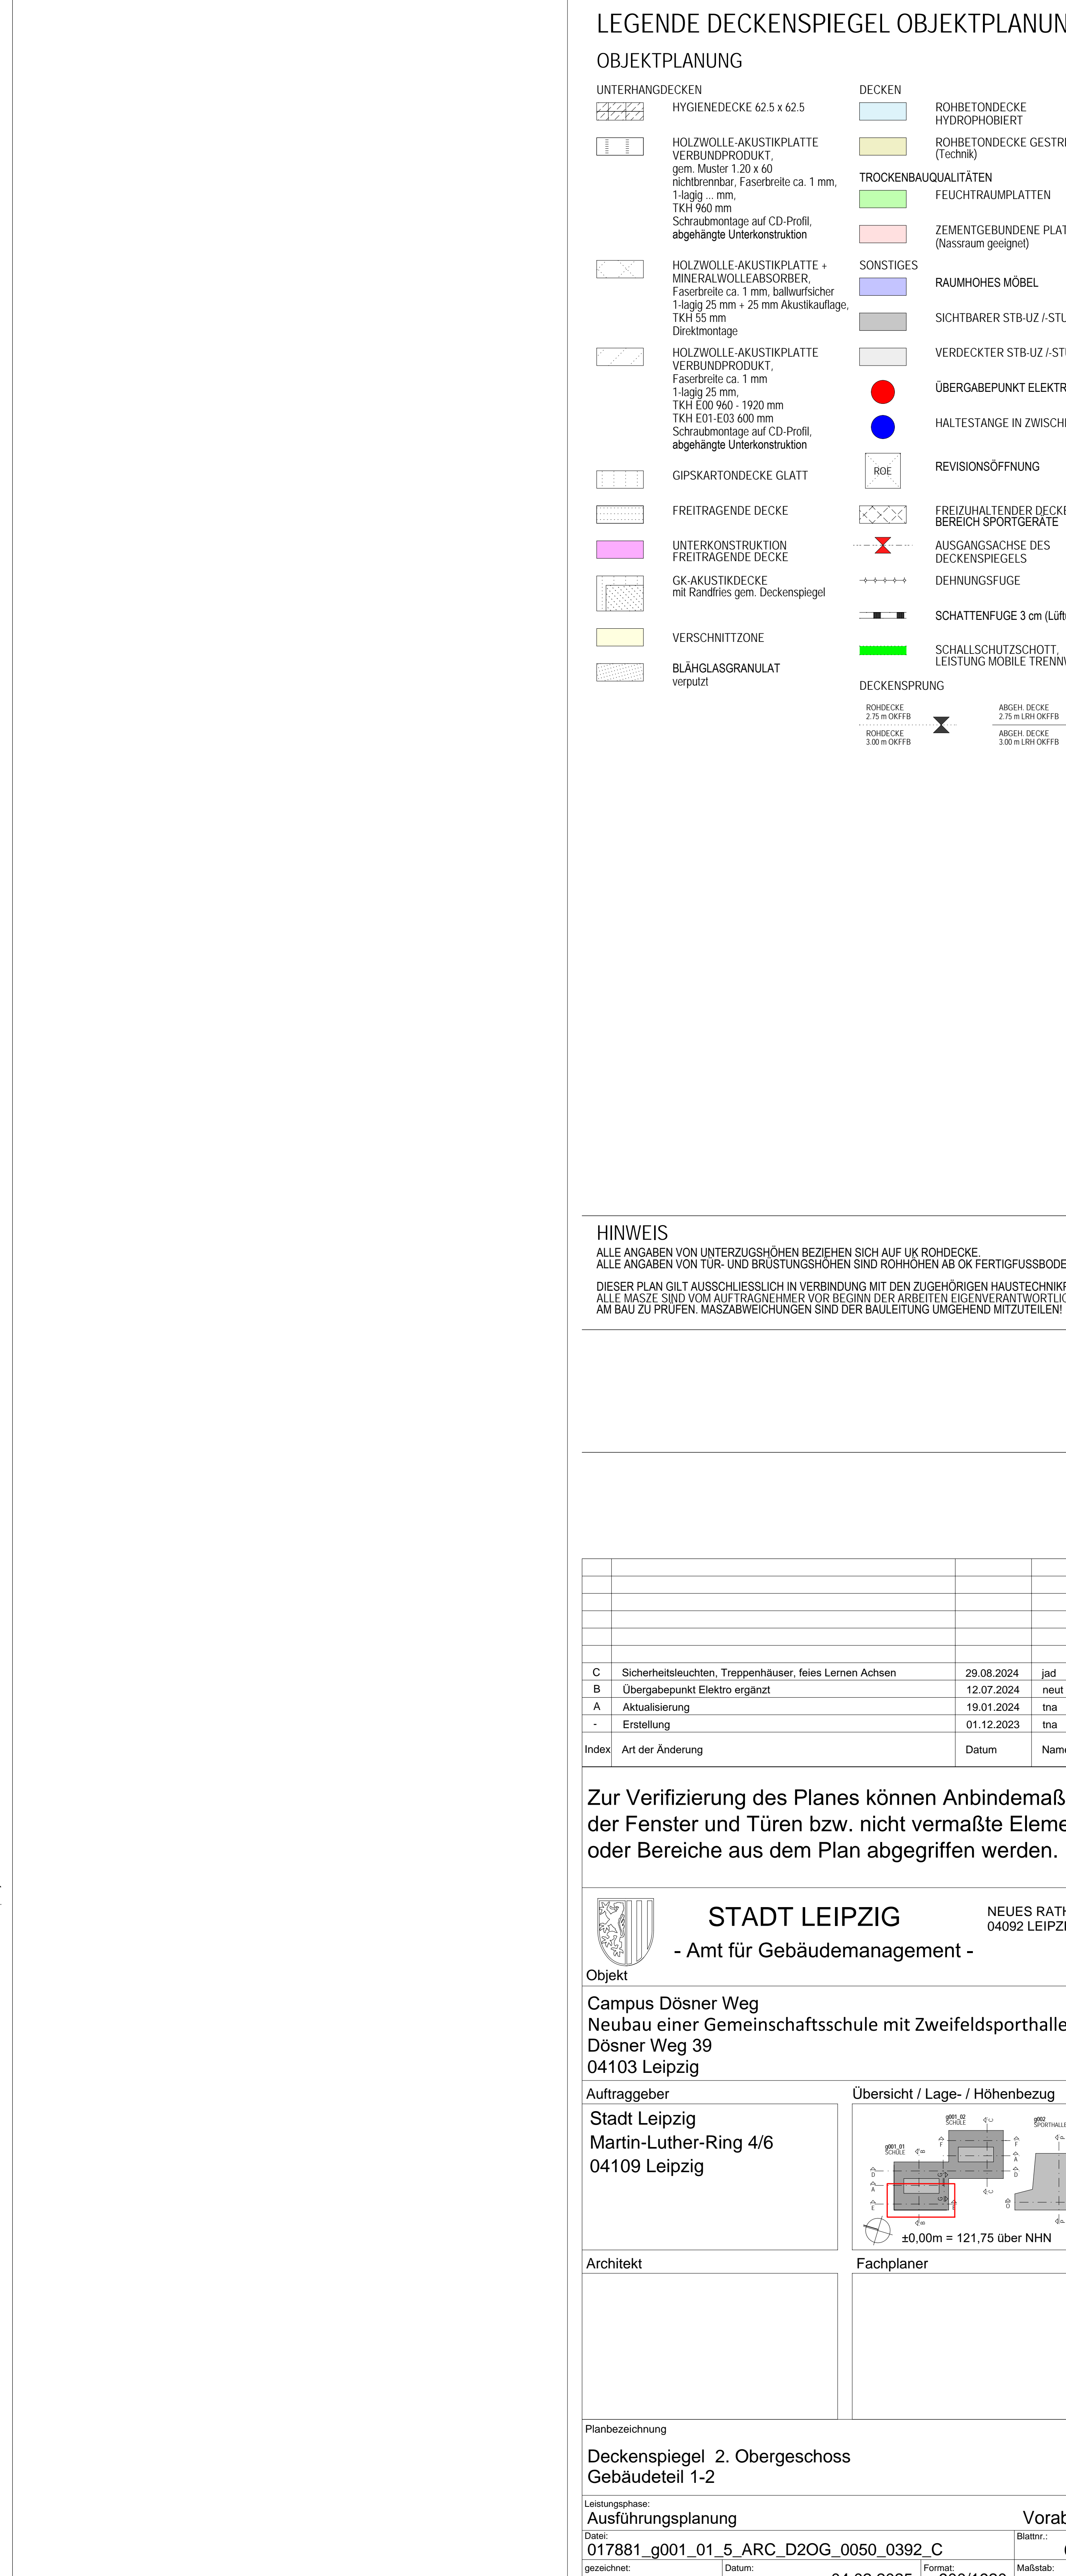 LEGENDE DECKENSPIEGEL OBJEKTPLANUN
OBJEKTPLANUNG
UNTERHANGDECKEN
HYGIENEDECKE 62.5 x 62.5
HOLZWOLLE-AKUSTIKPLATTE
VERBUNDPRODUKT,
gem. Muster 1.20 x 60
nichtbrennbar, Faserbreite ca. 1 mm,
1-lagig ... mm,
TKH 960 mm
Schraubmontage auf CD-Profil,
abgehängte Unterkonstruktion
HOLZWOLLE-AKUSTIKPLATTE +
MINERALWOLLEABSORBER,
Faserbreite ca. 1 mm, ballwurfsicher
1-lagig 25 mm + 25 mm Akustikauflage,
TKH 55 mm
Direktmontage
HOLZWOLLE-AKUSTIKPLATTE
VERBUNDPRODUKT,
Faserbreite ca. 1 mm
1-lagig 25 mm,
TKH E00 960 - 1920 mm
TKH E01-E03 600 mm
Schraubmontage auf CD-Profil,
abgehängte Unterkonstruktion
GIPSKARTONDECKE GLATT
FREITRAGENDE DECKE
UNTERKONSTRUKTION
FREITRAGENDE DECKE
GK-AKUSTIKDECKE
mit Randfries gem. Deckenspiegel
VERSCHNITTZONE
BLÄHGLASGRANULAT
verputzt
DECKEN
ROHBETONDECKE
HYDROPHOBIERT
ROHBETONDECKE GESTRI
(Technik)
TROCKENBAUQUALITÄTEN
FEUCHTRAUMPLATTEN
ZEMENTGEBUNDENE PLAT
(Nassraum geeignet)
SONSTIGES
RAUMHOHES MÖBEL
SICHTBARER STB-UZ /-STU
VERDECKTER STB-UZ /-STU
ÜBERGABEPUNKT ELEKTR
HALTESTANGE IN ZWISCHE
ROE
REVISIONSÖFFNUNG
FREIZUHALTENDER DECKE
BEREICH SPORTGERÄTE
AUSGANGSACHSE DES
DECKENSPIEGELS
DEHNUNGSFUGE
SCHATTENFUGE 3 cm (Lüft
SCHALLSCHUTZSCHOTT,
LEISTUNG MOBILE TRENNW
DECKENSPRUNG
ROHDECKE
2.75 m OKFFB
ROHDECKE
3.00 m OKFFB
ABGEH. DECKE
2.75 m LRH OKFFB
ABGEH. DECKE
3.00 m LRH OKFFB
HINWEIS
ALLE ANGABEN VON UNTERZUGSHÖHEN BEZIEHEN SICH AUF UK ROHDECKE.
ALLE ANGABEN VON TÜR- UND BRÜSTUNGSHÖHEN SIND ROHHÖHEN AB OK FERTIGFUSSBODE
DIESER PLAN GILT AUSSCHLIESSLICH IN VERBINDUNG MIT DEN ZUGEHÖRIGEN HAUSTECHNIK
ALLE MASZE SIND VOM AUFTRAGNEHMER VOR BEGINN DER ARBEITEN EIGENVERANTWORTLIC
AM BAU ZU PRÜFEN. MASZABWEICHUNGEN SIND DER BAULEITUNG UMGEHEND MITZUTEILEN!
C Sicherheitsleuchten, Treppenhäuser, feies Lernen Achsen 29.08.2024 jad
B Übergabepunkt Elektro ergänzt 12.07.2024 neut
A Aktualisierung 19.01.2024 tna
- Erstellung 01.12.2023 tna
Index Art der Änderung Datum Name
Zur Verifizierung des Planes können Anbindemaß
der Fenster und Türen bzw. nicht vermaßte Eleme
oder Bereiche aus dem Plan abgegriffen werden.
STADT LEIPZIG
- Amt für Gebäudemanagement -
NEUES RATH
04092 LEIPZI
Objekt
Campus Dösner Weg
Neubau einer Gemeinschaftsschule mit Zweifeldsporthalle
Dösner Weg 39
04103 Leipzig
Auftraggeber
Stadt Leipzig
Martin-Luther-Ring 4/6
04109 Leipzig
Übersicht / Lage- / Höhenbezug
g001_02
SCHULE
g002
SPORTHALLE
g001_01
SCHULE
±0,00m = 121,75 über NHN
Architekt
Fachplaner
Planbezeichnung
Deckenspiegel 2. Obergeschoss
Gebäudeteil 1-2
Leistungsphase:
Ausführungsplanung
Vorab
Datei:
017881_g001_01_5_ARC_D2OG_0050_0392_C
Blattnr.:
gezeichnet:
Datum:
Format:
Maßstab: